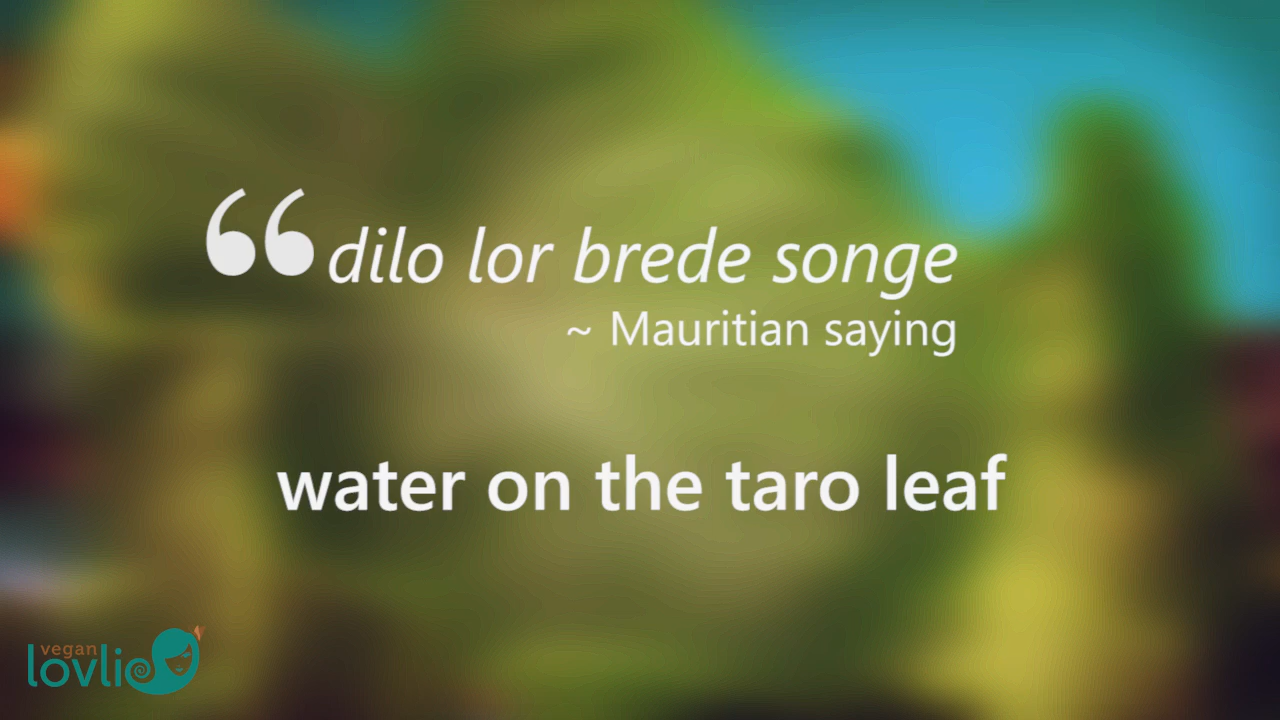 “dilo lor brede songe
~ Mauritian saying
water on the taro leaf
vegan
lovlie